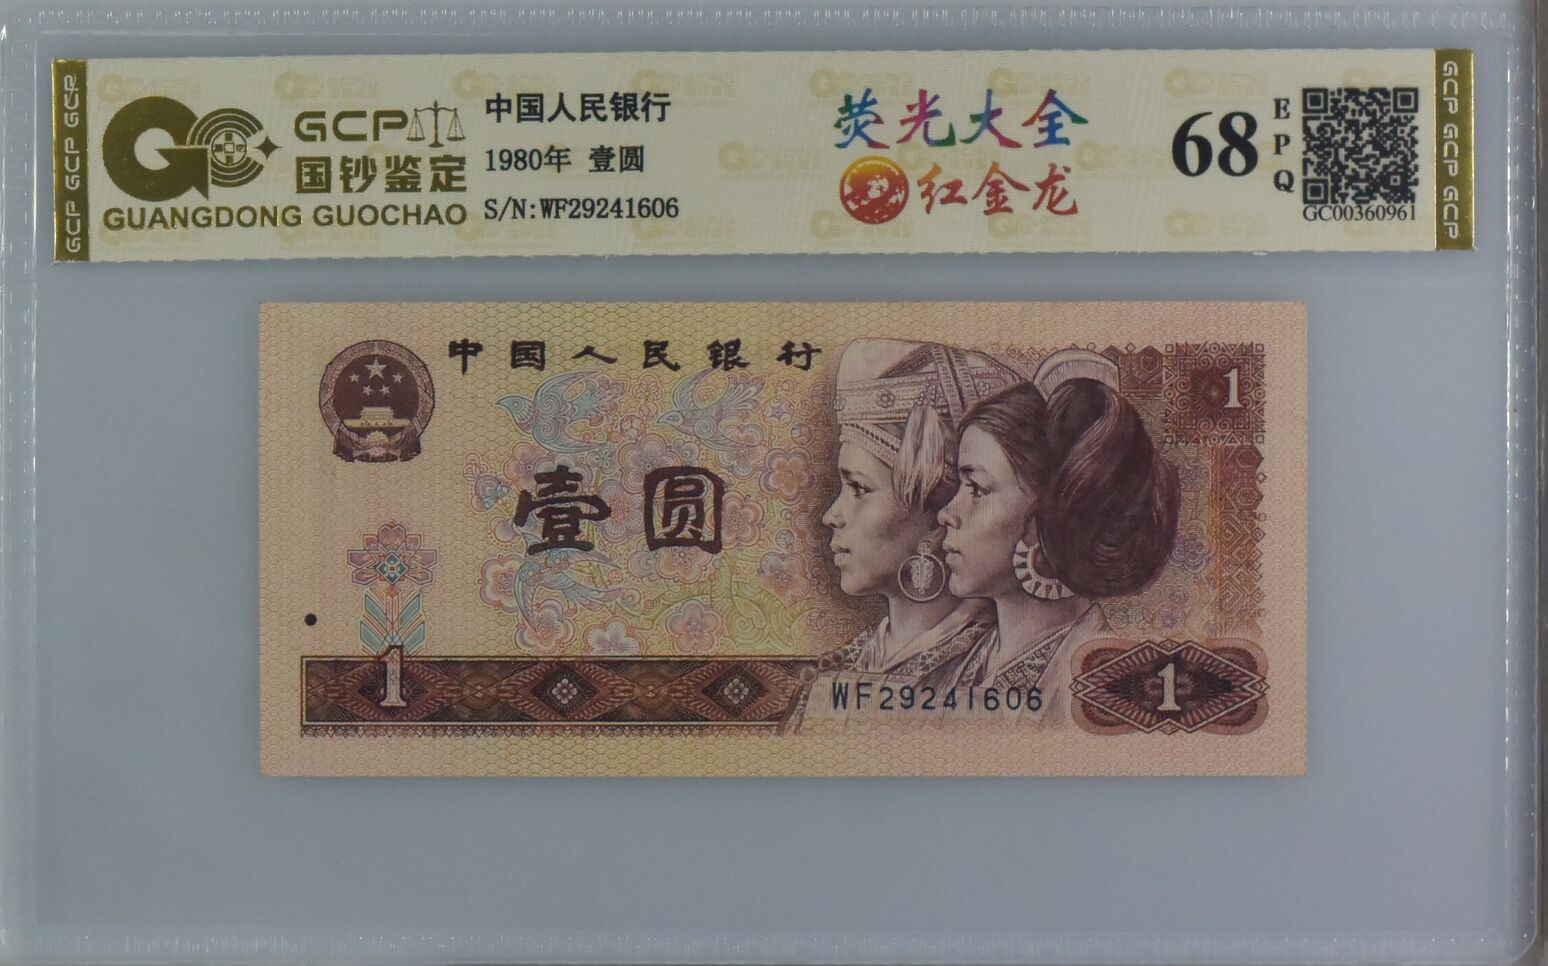 GCP GCP GCP
GCP
国钞鉴定
GUANGDONG GUOCHAO
中国人民银行
1980年 壹圆
S/N:WF29241606
荧光大全
红金龙
68
EPQ
GC00360961
GCP GCP GCP
中国人民银行
1
壹圆
1
WF29241606
1